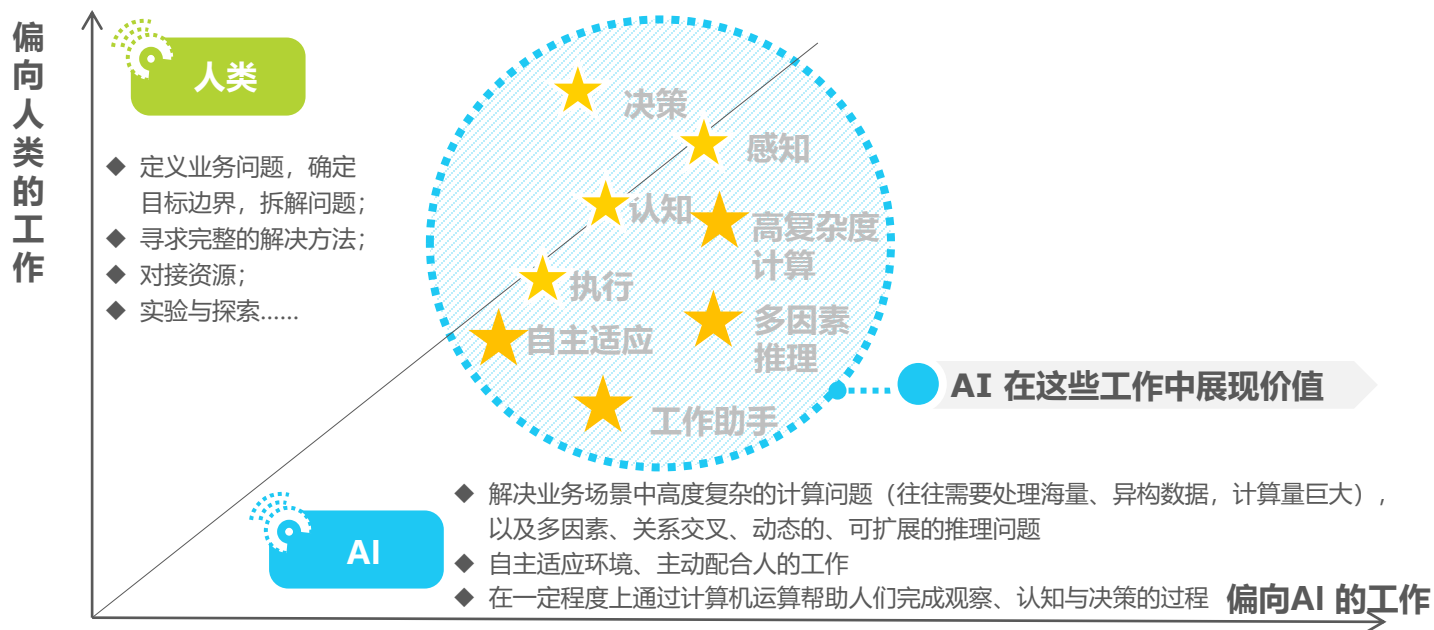 偏向人类的工作
人类
定义业务问题，确定
目标边界，拆解问题；
寻求完整的解决方法；
对接资源；
实验与探索......
决策
感知
认知
高复杂度
计算
执行
多因素
推理
自主适应
工作助手
AI 在这些工作中展现价值
AI
解决业务场景中高度复杂的计算问题（往往需要处理海量、异构数据，计算量巨大），
以及多因素、关系交叉、动态的、可扩展的推理问题
自主适应环境、主动配合人的工作
在一定程度上通过计算机运算帮助人们完成观察、认知与决策的过程
偏向AI 的工作